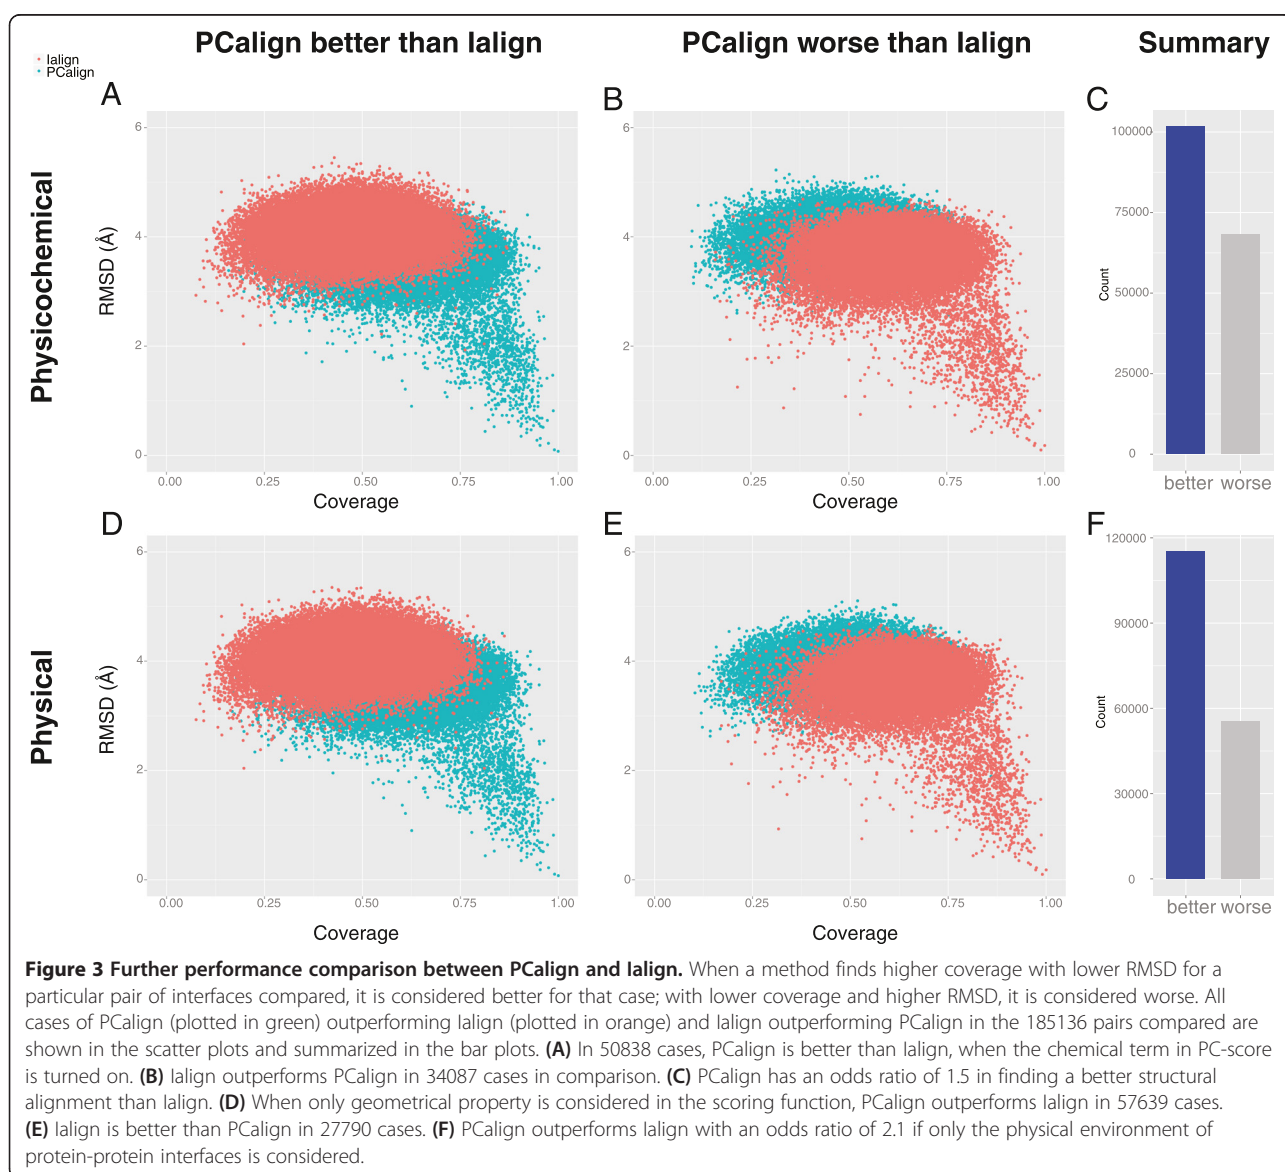 PCalign better than Ialign
PCalign worse than Ialign
Summary
Ialign
PCalign
Physicochemical
A
6
4
2
0
RMSD (Å)
0.00 0.25 0.50 0.75 1.00
Coverage
B
6
4
2
0
0.00 0.25 0.50 0.75 1.00
Coverage
C
100000
75000
50000
25000
0
Count
better worse
Physical
D
6
4
2
0
RMSD (Å)
0.00 0.25 0.50 0.75 1.00
Coverage
E
6
4
2
0
0.00 0.25 0.50 0.75 1.00
Coverage
F
120000
90000
60000
30000
0
Count
better worse
Figure 3 Further performance comparison between PCalign and Ialign. When a method finds higher coverage with lower RMSD for a
particular pair of interfaces compared, it is considered better for that case; with lower coverage and higher RMSD, it is considered worse. All
cases of PCalign (plotted in green) outperforming Ialign (plotted in orange) and Ialign outperforming PCalign in the 185136 pairs compared are
shown in the scatter plots and summarized in the bar plots. (A) In 50838 cases, PCalign is better than Ialign, when the chemical term in PC-score
is turned on. (B) Ialign outperforms PCalign in 34087 cases in comparison. (C) PCalign has an odds ratio of 1.5 in finding a better structural
alignment than Ialign. (D) When only geometrical property is considered in the scoring function, PCalign outperforms Ialign in 57639 cases.
(E) Ialign is better than PCalign in 27790 cases. (F) PCalign outperforms Ialign with an odds ratio of 2.1 if only the physical environment of
protein-protein interfaces is considered.